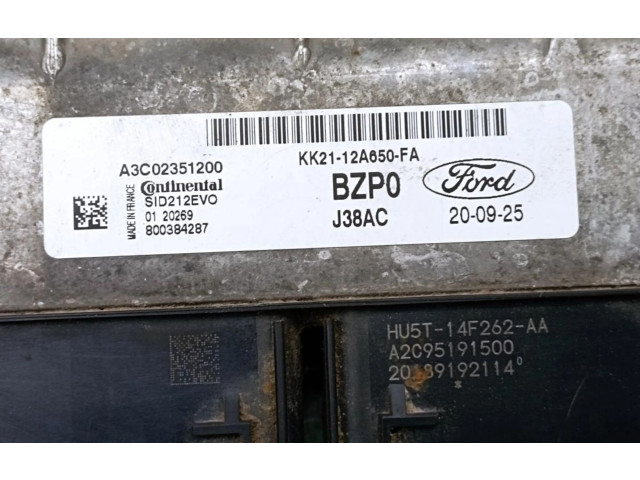 A3C02351200
Continental
SID212EVO
01 20269
800384287
MADE IN FRANCE
KK21-12A650-FA
BZP0
Ford
J38AC
20-09-25
HU5T-14F262-AA
A2C95191500